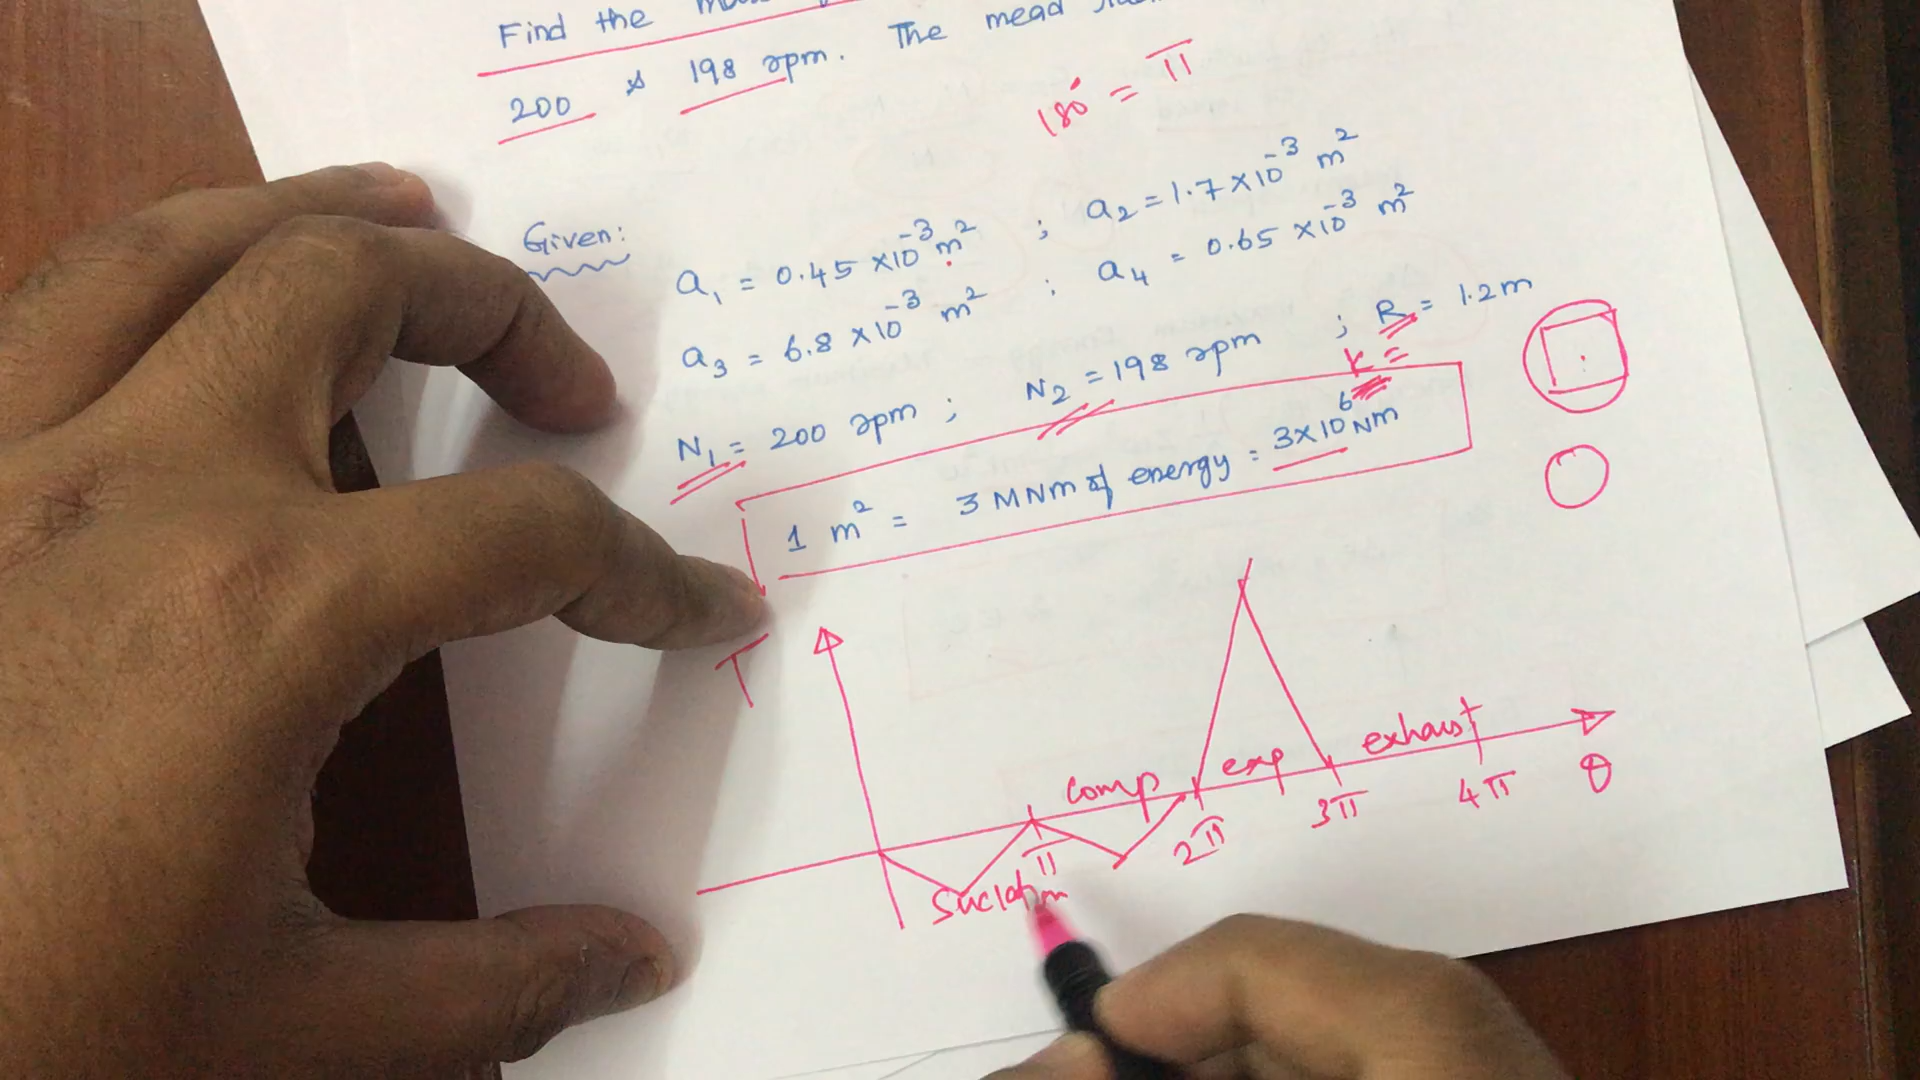 Find the
200 & 198 rpm. The mead
180° = π
Given:
a₁ = 0.45 ×10⁻³ m² ; a₂ = 1.7 ×10⁻³ m²
a₃ = 6.8 ×10⁻³ m² ; a₄ = 0.65 ×10⁻³ m²
N₁ = 200 rpm ; N₂ = 198 rpm ; R = 1.2 m
K =
1 m² = 3 MNm of energy = 3×10⁶ Nm
T
comp exp exhaust
π 2π 3π 4π θ